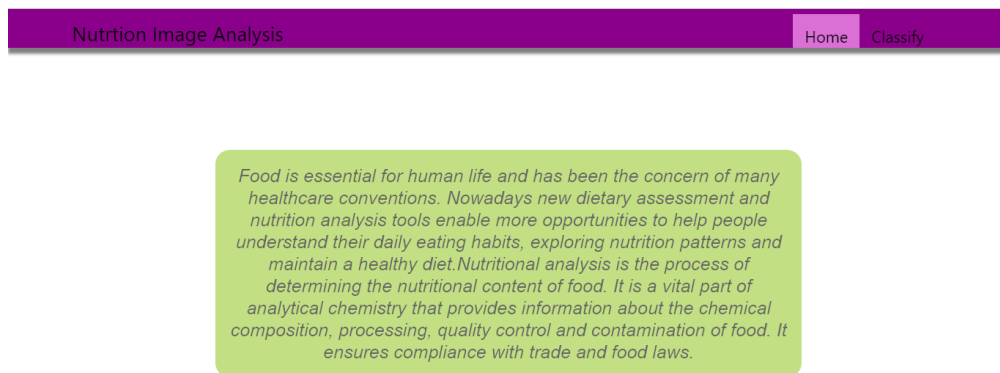 Nutrtion Image Analysis
Home Classify
Food is essential for human life and has been the concern of many
healthcare conventions. Nowadays new dietary assessment and
nutrition analysis tools enable more opportunities to help people
understand their daily eating habits, exploring nutrition patterns and
maintain a healthy diet.Nutritional analysis is the process of
determining the nutritional content of food. It is a vital part of
analytical chemistry that provides information about the chemical
composition, processing, quality control and contamination of food. It
ensures compliance with trade and food laws.